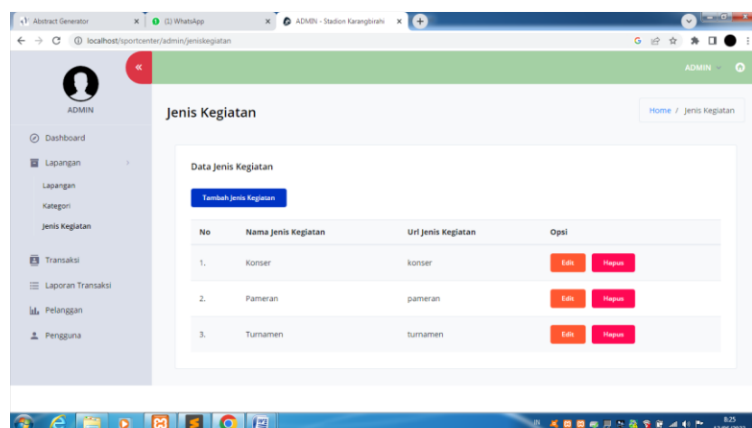 Abstract Generator
(1) WhatsApp
ADMIN - Stadion Karangbirahi
localhost/sportcenter/admin/jeniskegiatan
ADMIN
ADMIN
Jenis Kegiatan
Home / Jenis Kegiatan
Dashboard
Lapangan
Lapangan
Kategori
Jenis Kegiatan
Transaksi
Laporan Transaksi
Pelanggan
Pengguna
Data Jenis Kegiatan
Tambah Jenis Kegiatan
No Nama Jenis Kegiatan Url Jenis Kegiatan Opsi
1. Konser konser Edit Hapus
2. Pameran pameran Edit Hapus
3. Turnamen turnamen Edit Hapus
8:25